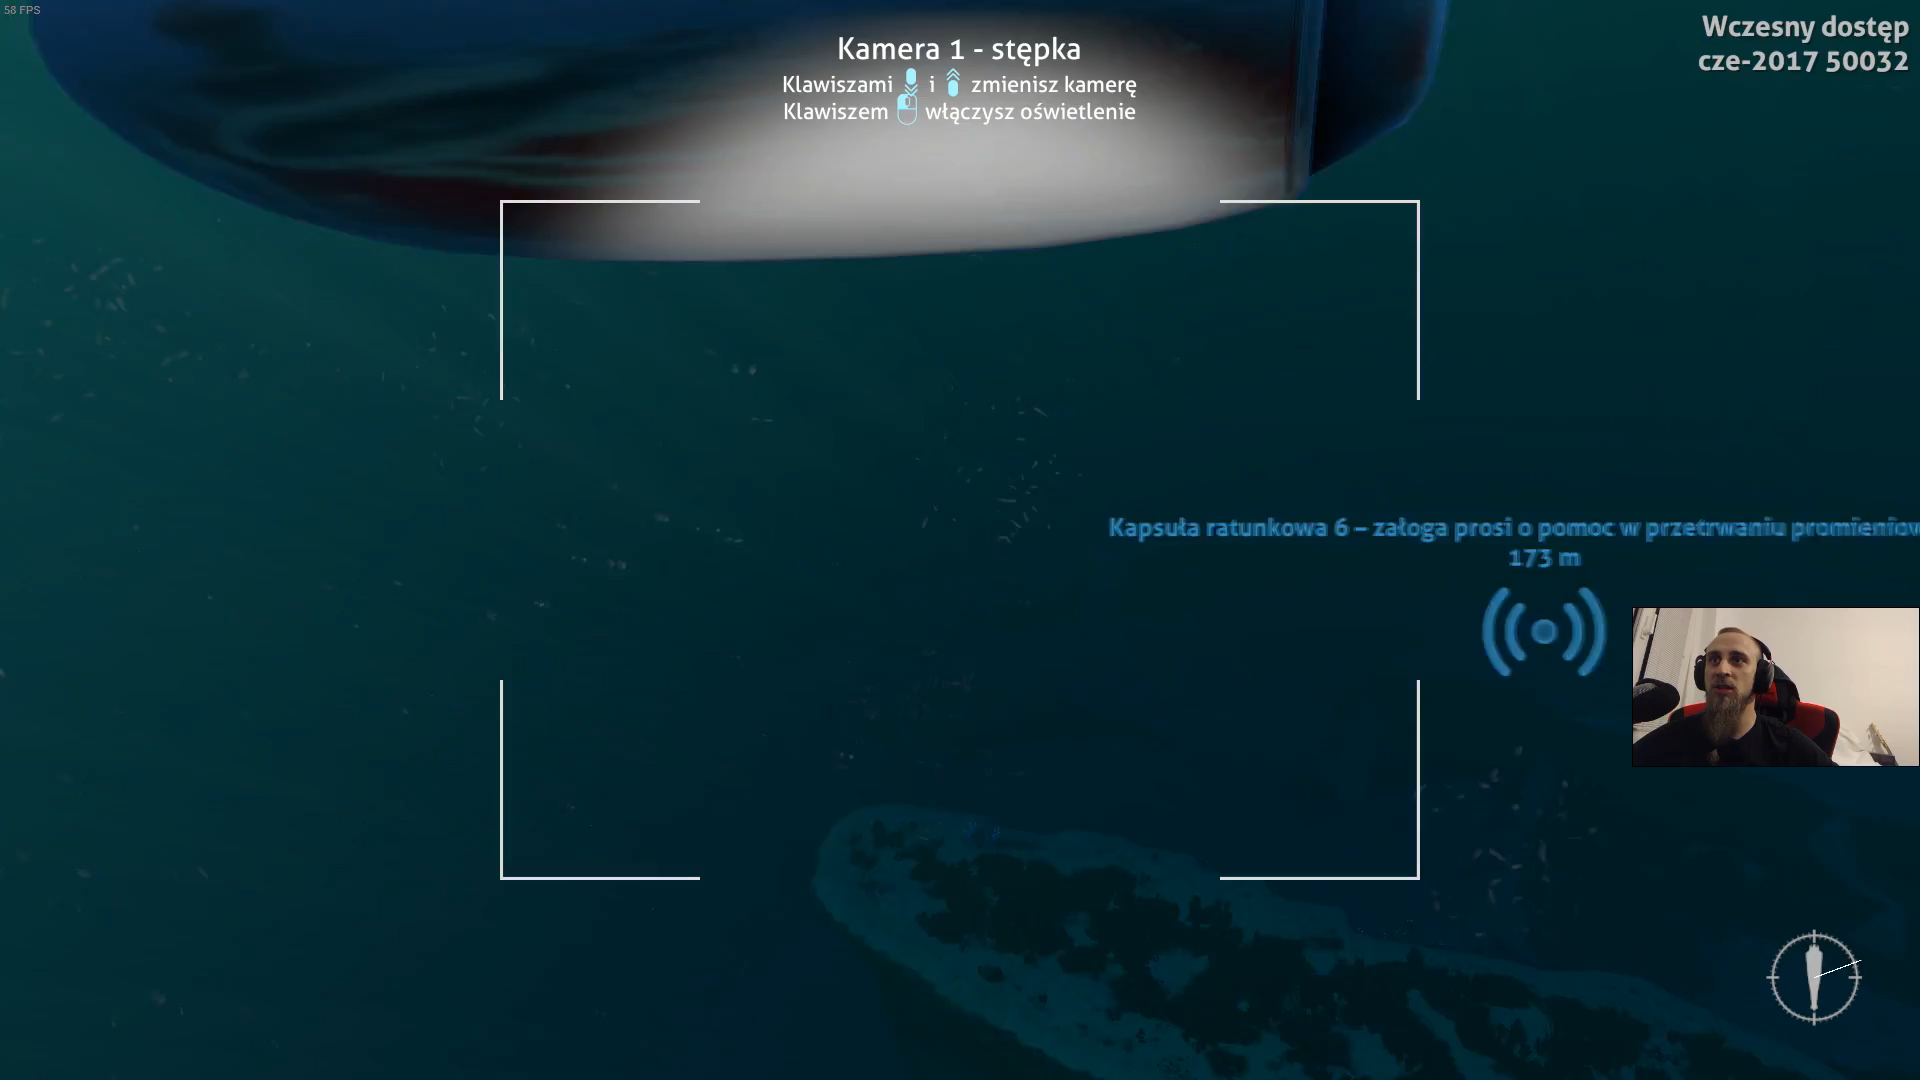 58 FPS
Wczesny dostęp
cze-2017 50032
Kamera 1 - stępka
Klawiszami i zmienisz kamerę
Klawiszem włączysz oświetlenie
Kapsuła ratunkowa 6 – załoga prosi o pomoc w przetrwaniu
173 m